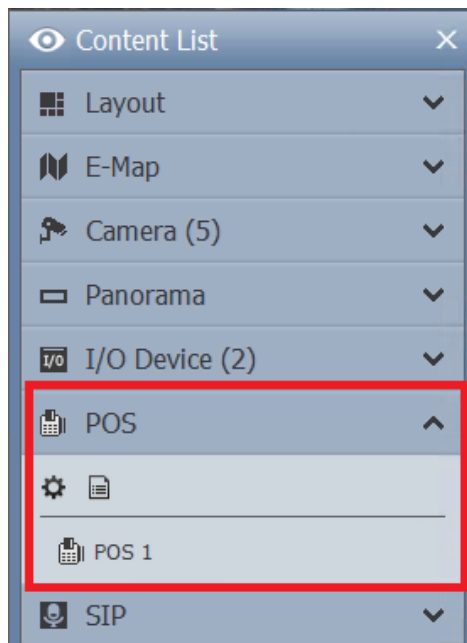 Content List
Layout
E-Map
Camera (5)
Panorama
I/O I/O Device (2)
POS
POS 1
SIP